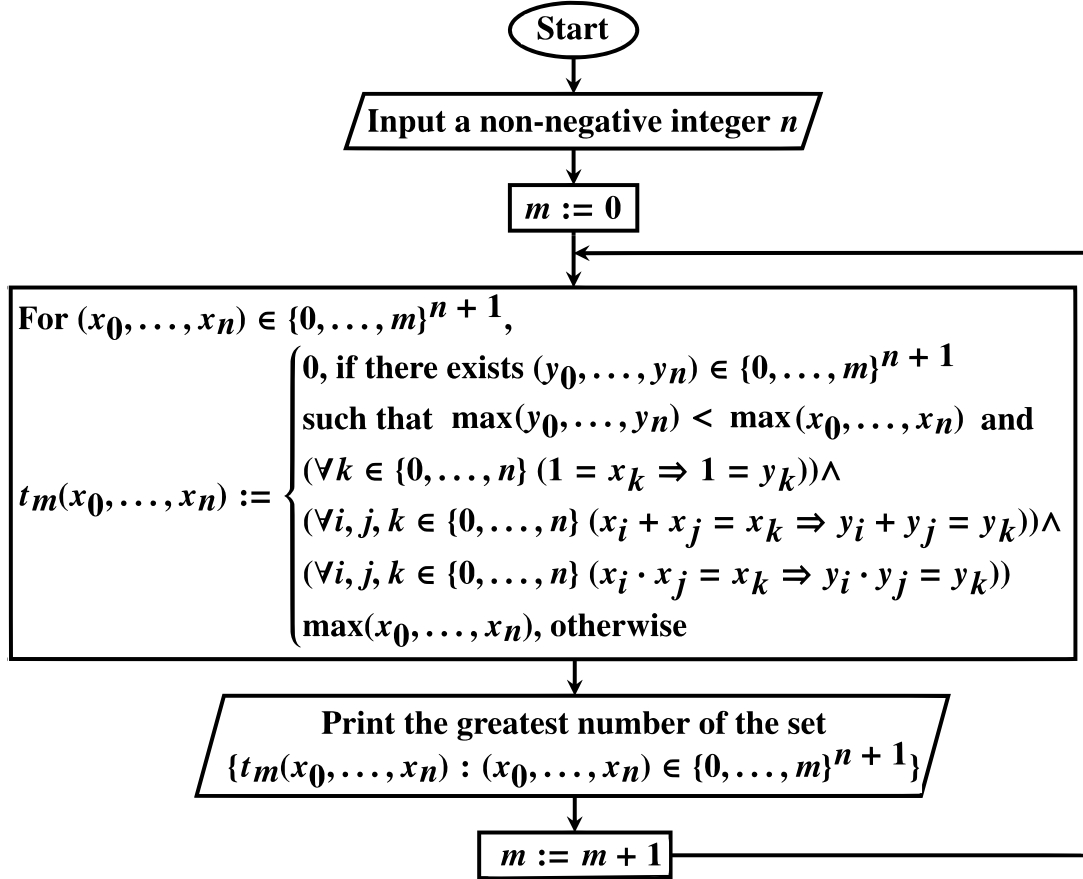 Start
Input a non-negative integer n
m := 0
For (x₀, . . . , xₙ) ∈ {0, . . . , m}ⁿ ⁺ ¹,
0, if there exists (y₀, . . . , yₙ) ∈ {0, . . . , m}ⁿ ⁺ ¹
such that max(y₀, . . . , yₙ) < max(x₀, . . . , xₙ) and
(∀k ∈ {0, . . . , n} (1 = xₖ ⇒ 1 = yₖ))∧
tₘ(x₀, . . . , xₙ) := {
(∀i, j, k ∈ {0, . . . , n} (xᵢ + xⱼ = xₖ ⇒ yᵢ + yⱼ = yₖ))∧
(∀i, j, k ∈ {0, . . . , n} (xᵢ · xⱼ = xₖ ⇒ yᵢ · yⱼ = yₖ))
max(x₀, . . . , xₙ), otherwise
Print the greatest number of the set
{tₘ(x₀, . . . , xₙ) : (x₀, . . . , xₙ) ∈ {0, . . . , m}ⁿ ⁺ ¹}
m := m + 1